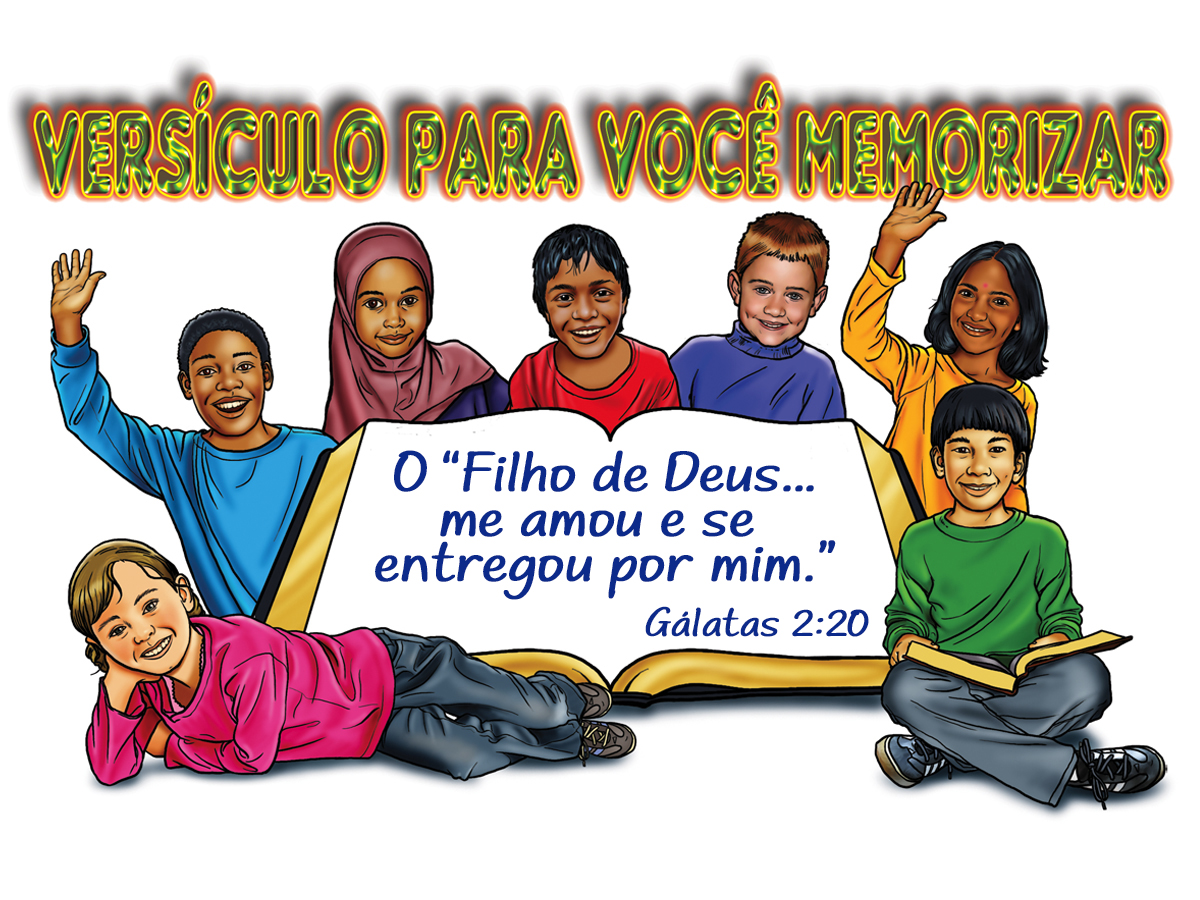 VERSÍCULO PARA VOCÊ MEMORIZAR
O “Filho de Deus...
me amou e se
entregou por mim.”
Gálatas 2:20